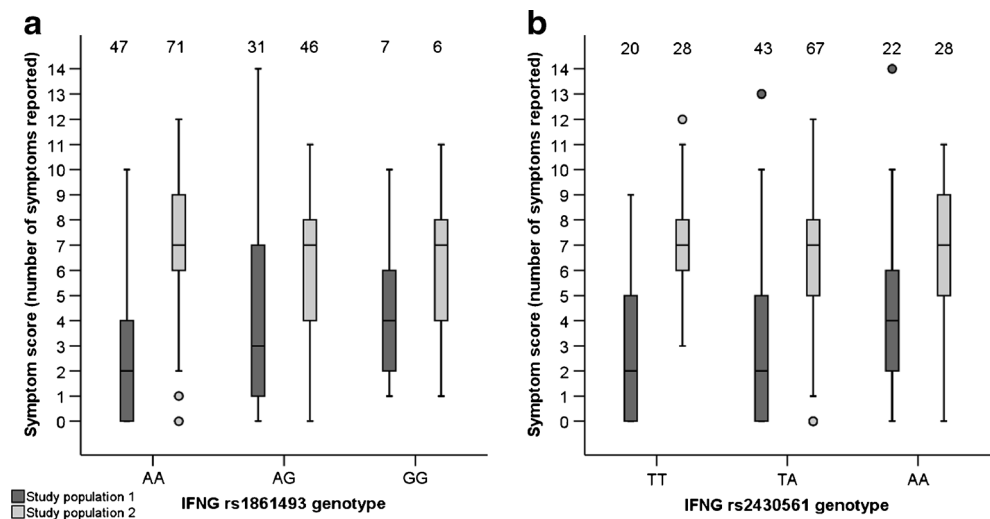 a
47 71 31 46 7 6
Symptom score (number of symptoms reported)
14
13
12
11
10
9
8
7
6
5
4
3
2
1
0
AA AG GG
IFNG rs1861493 genotype
Study population 1
Study population 2
b
20 28 43 67 22 28
Symptom score (number of symptoms reported)
14
13
12
11
10
9
8
7
6
5
4
3
2
1
0
TT TA AA
IFNG rs2430561 genotype